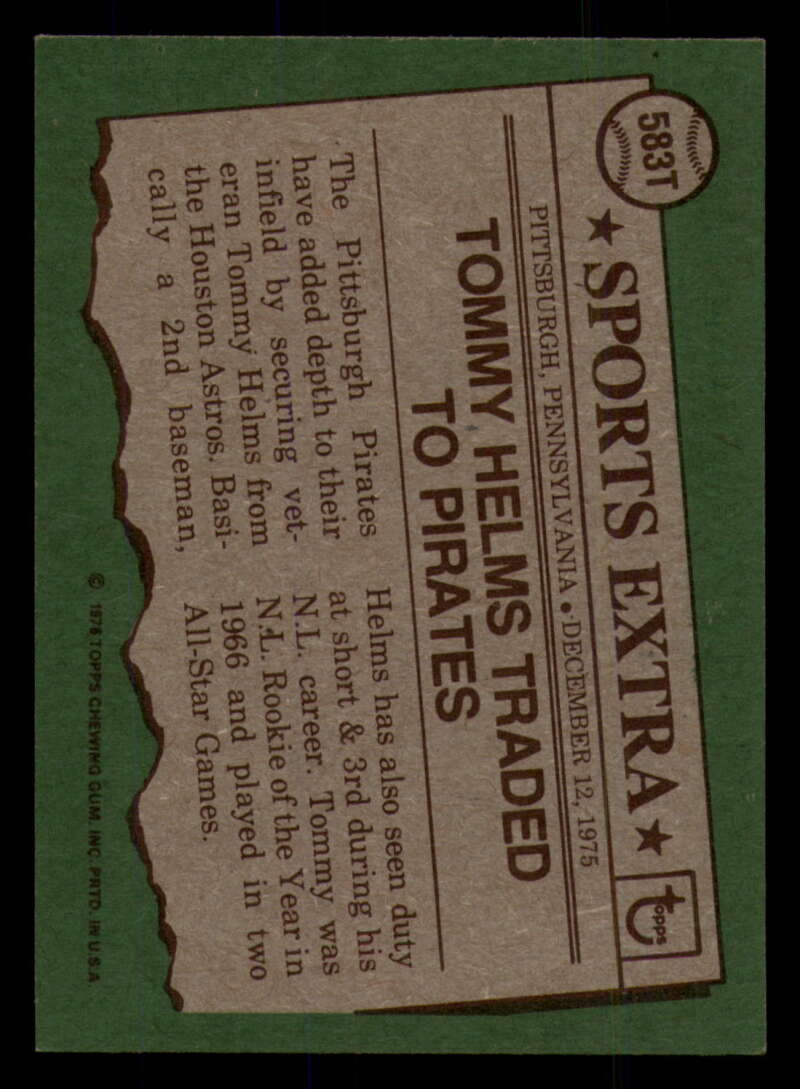 583T
★ SPORTS EXTRA ★
topps
PITTSBURGH, PENNSYLVANIA • DECEMBER 12, 1975
TOMMY HELMS TRADED
TO PIRATES
The Pittsburgh Pirates
have added depth to their
infield by securing vet-
eran Tommy Helms from
the Houston Astros. Basi-
cally a 2nd baseman,
Helms has also seen duty
at short & 3rd during his
N.L. career. Tommy was
N.L. Rookie of the Year in
1966 and played in two
All-Star Games.
© 1976 TOPPS CHEWING GUM, INC. PRTD. IN U.S.A.